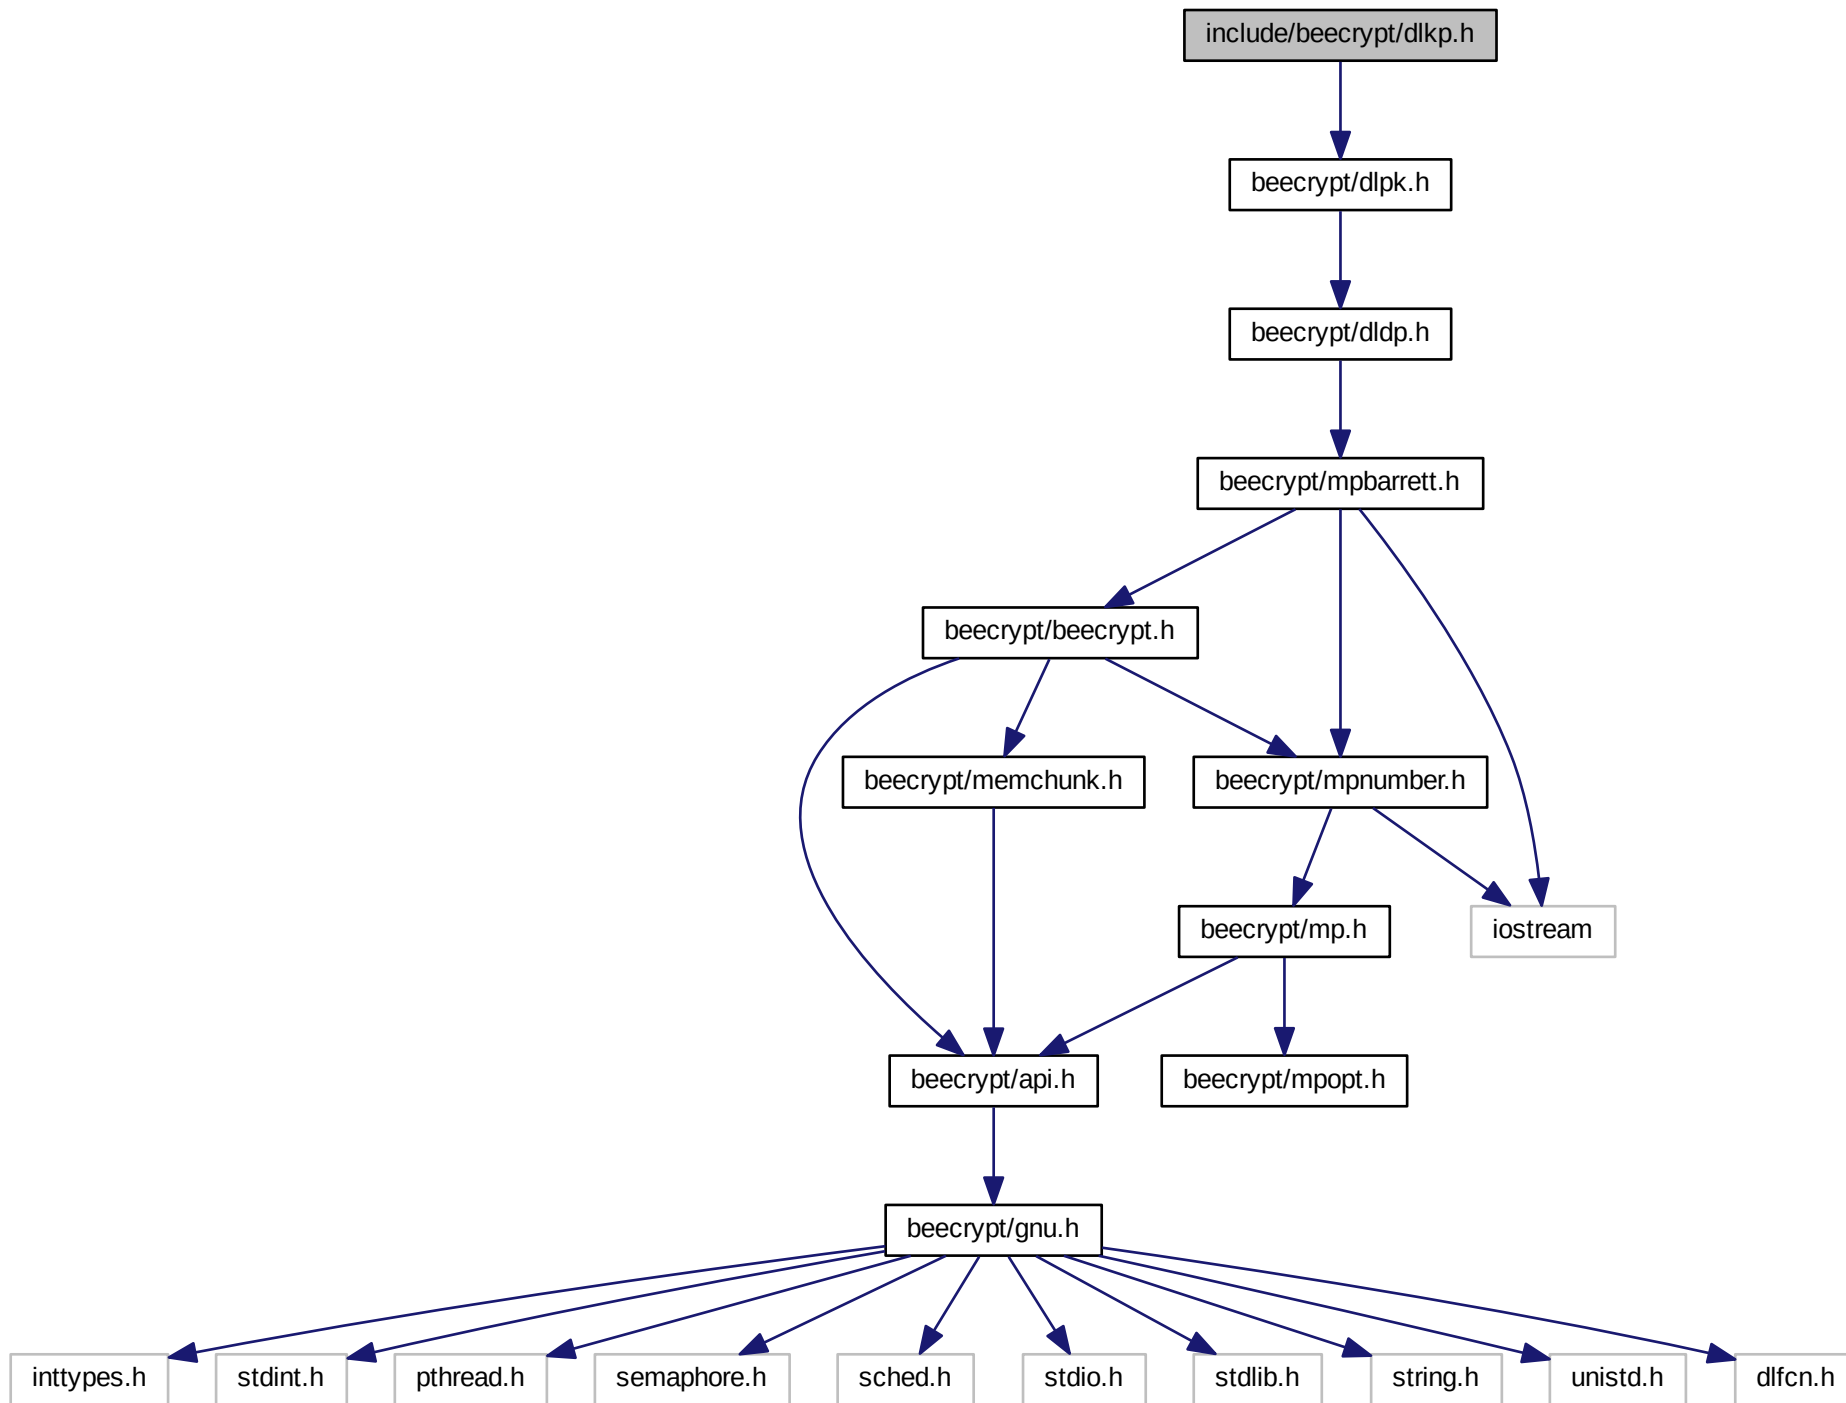 include/beecrypt/dlkp.h
beecrypt/dlpk.h
beecrypt/dldp.h
beecrypt/mpbarrett.h
beecrypt/beecrypt.h
beecrypt/memchunk.h
beecrypt/mpnumber.h
beecrypt/mp.h
iostream
beecrypt/api.h
beecrypt/mpopt.h
beecrypt/gnu.h
inttypes.h
stdint.h
pthread.h
semaphore.h
sched.h
stdio.h
stdlib.h
string.h
unistd.h
dlfcn.h